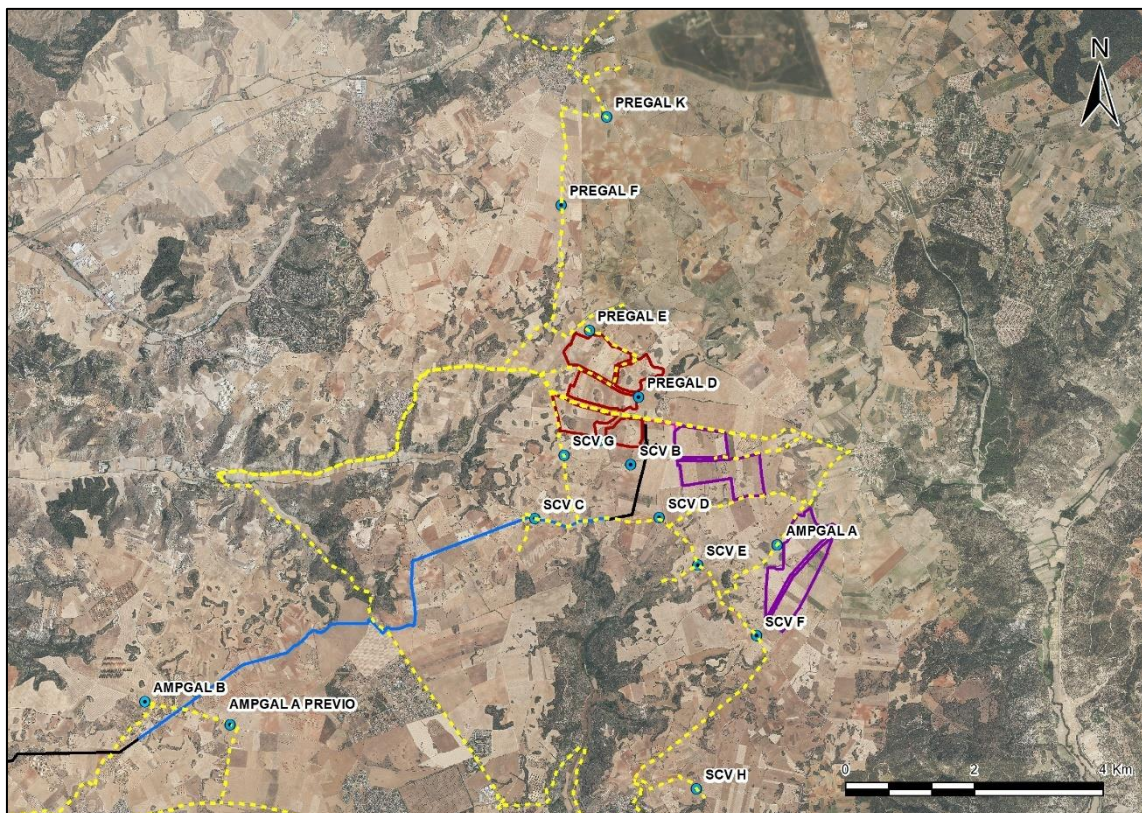 N
PREGAL K
PREGAL F
PREGAL E
PREGAL D
SCV G
SCV B
SCV C
SCV D
AMPGAL A
SCV E
SCV F
AMPGAL B
AMPGAL A PREVIO
SCV H
0 2 4 Km